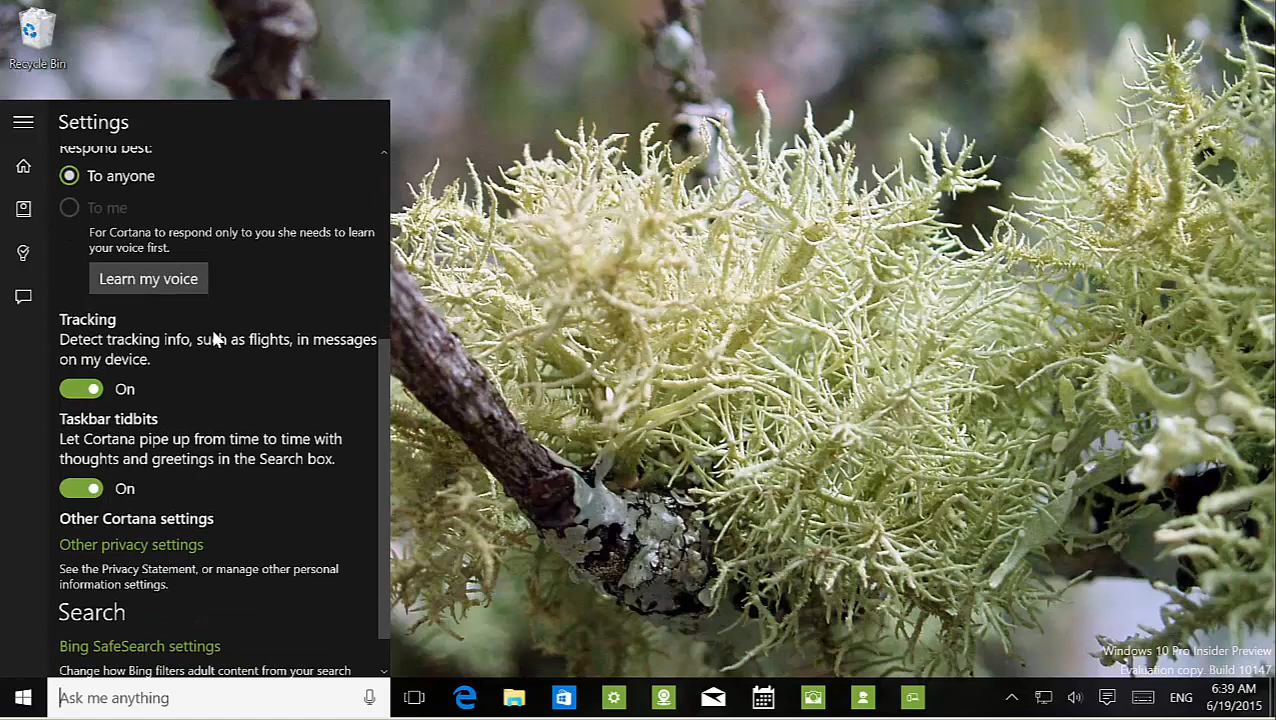 Recycle Bin
Settings
Respond best:
To anyone
To me
For Cortana to respond only to you she needs to learn
your voice first.
Learn my voice
Tracking
Detect tracking info, such as flights, in messages
on my device.
On
Taskbar tidbits
Let Cortana pipe up from time to time with
thoughts and greetings in the Search box.
On
Other Cortana settings
Other privacy settings
See the Privacy Statement, or manage other personal
information settings.
Search
Bing SafeSearch settings
Change how Bing filters adult content from your search
Windows 10 Pro Insider Preview
Evaluation copy. Build 10147
Ask me anything
ENG
6:39 AM
6/19/2015